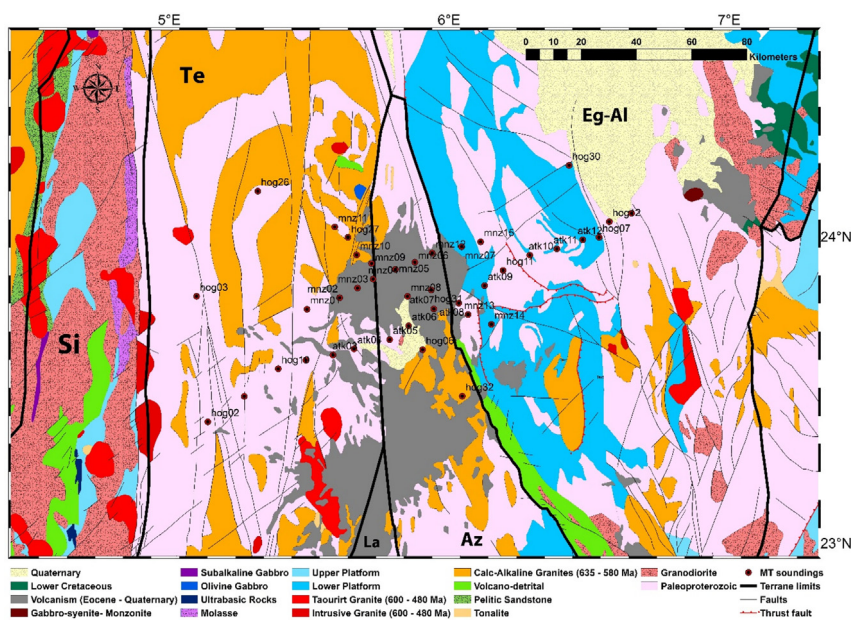 5°E 6°E 7°E
0 10 20 40 60 80
Kilometers
Te
Eg-Al
hog30
hog26
mnz11
hog27
mnz10
mnz09
mnz12
mnz06
mnz05
mnz16
mnz07
atk10
atk11
atk12
hog07
24°N
hog03
mnz02
mnz03
mnz01
mnz08
atk07
hog31
hog11
atk09
atk08
mnz13
mnz14
atk06
atk05
hog06
Si
hog02
hog32
La
Az
23°N
Quaternary
Lower Cretaceous
Volcanism (Eocene - Quaternary)
Gabbro-syenite- Monzonite
Subalkaline Gabbro
Olivine Gabbro
Ultrabasic Rocks
Molasse
Upper Platform
Lower Platform
Taourirt Granite (600 - 480 Ma)
Intrusive Granite (600 - 480 Ma)
Calc-Alkaline Granites (635 - 580 Ma)
Volcano-detrital
Pelitic Sandstone
Tonalite
Granodiorite
Paleoproterozoic
MT soundings
Terrane limits
Faults
Thrust fault